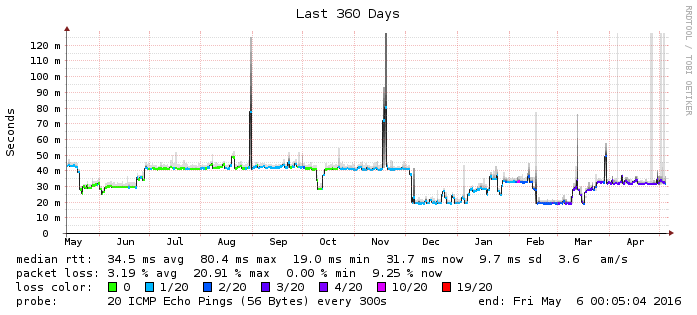 Last 360 Days
RRDTOOL / TOBI OETIKER
Seconds
120 m
110 m
100 m
90 m
80 m
70 m
60 m
50 m
40 m
30 m
20 m
10 m
0
May Jun Jul Aug Sep Oct Nov Dec Jan Feb Mar Apr
median rtt: 34.5 ms avg 80.4 ms max 19.0 ms min 31.7 ms now 9.7 ms sd 3.6 am/s
packet loss: 3.19 % avg 20.91 % max 0.00 % min 9.25 % now
loss color: 0 1/20 2/20 3/20 4/20 10/20 19/20
probe: 20 ICMP Echo Pings (56 Bytes) every 300s end: Fri May 6 00:05:04 2016